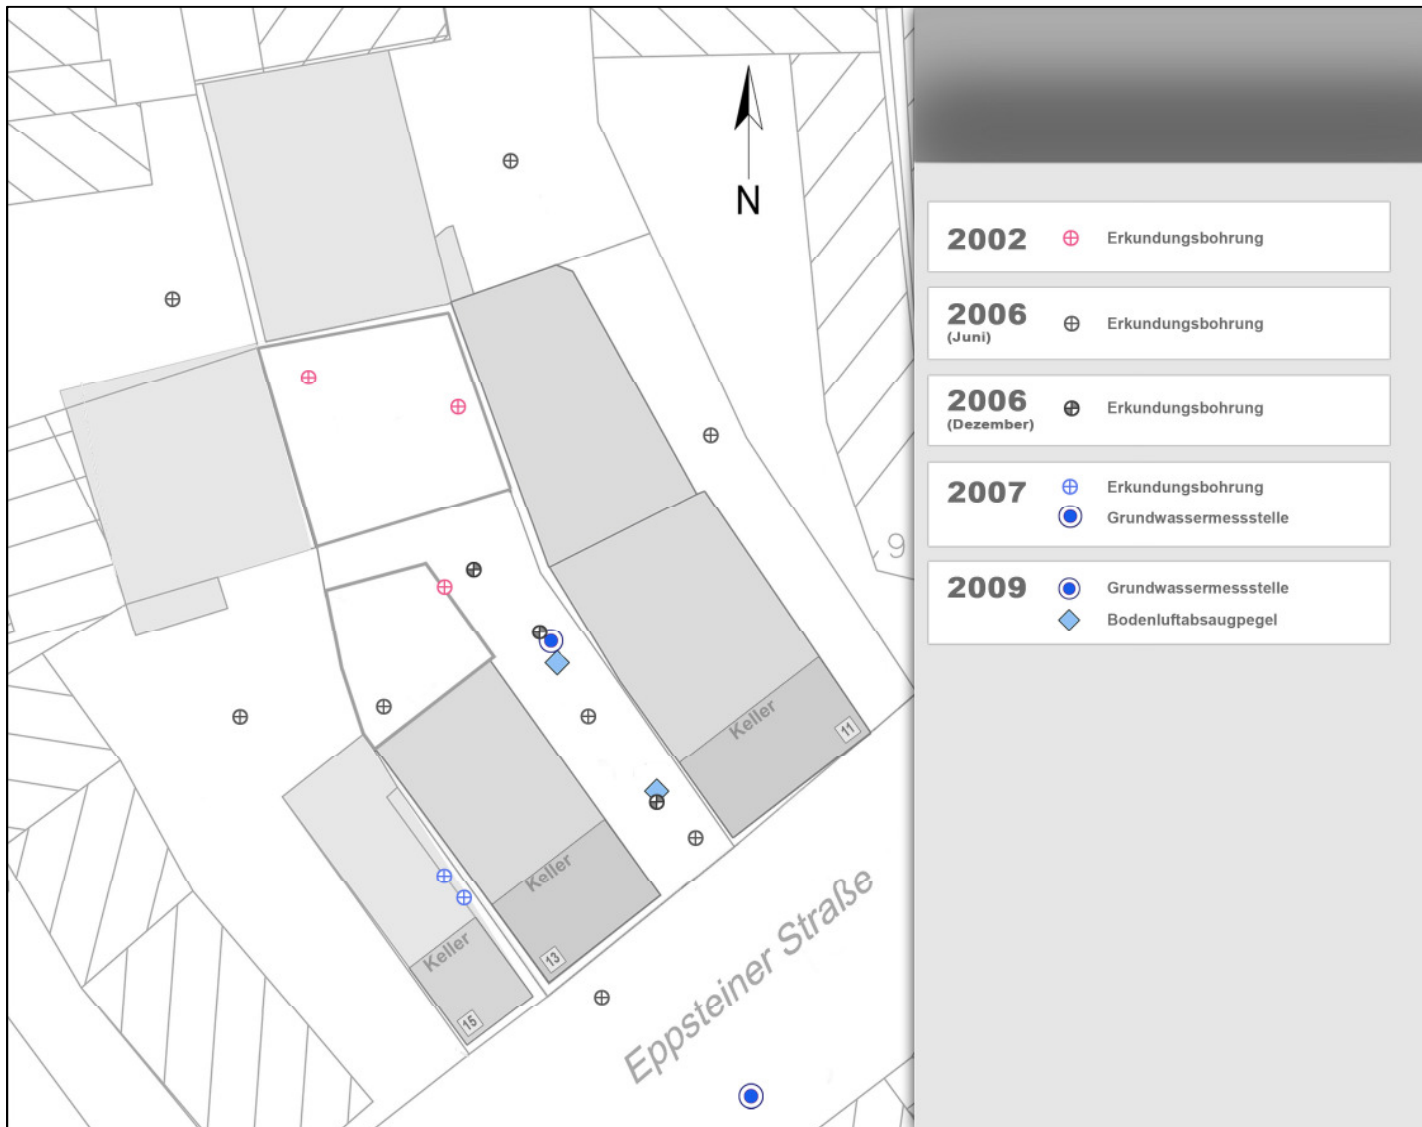 N
9
Keller
11
Keller
13
Keller
15
Eppsteiner Straße
2002 Erkundungsbohrung
2006 Erkundungsbohrung
(Juni)
2006 Erkundungsbohrung
(Dezember)
2007 Erkundungsbohrung
Grundwassermessstelle
2009 Grundwassermessstelle
Bodenluftabsaugpegel